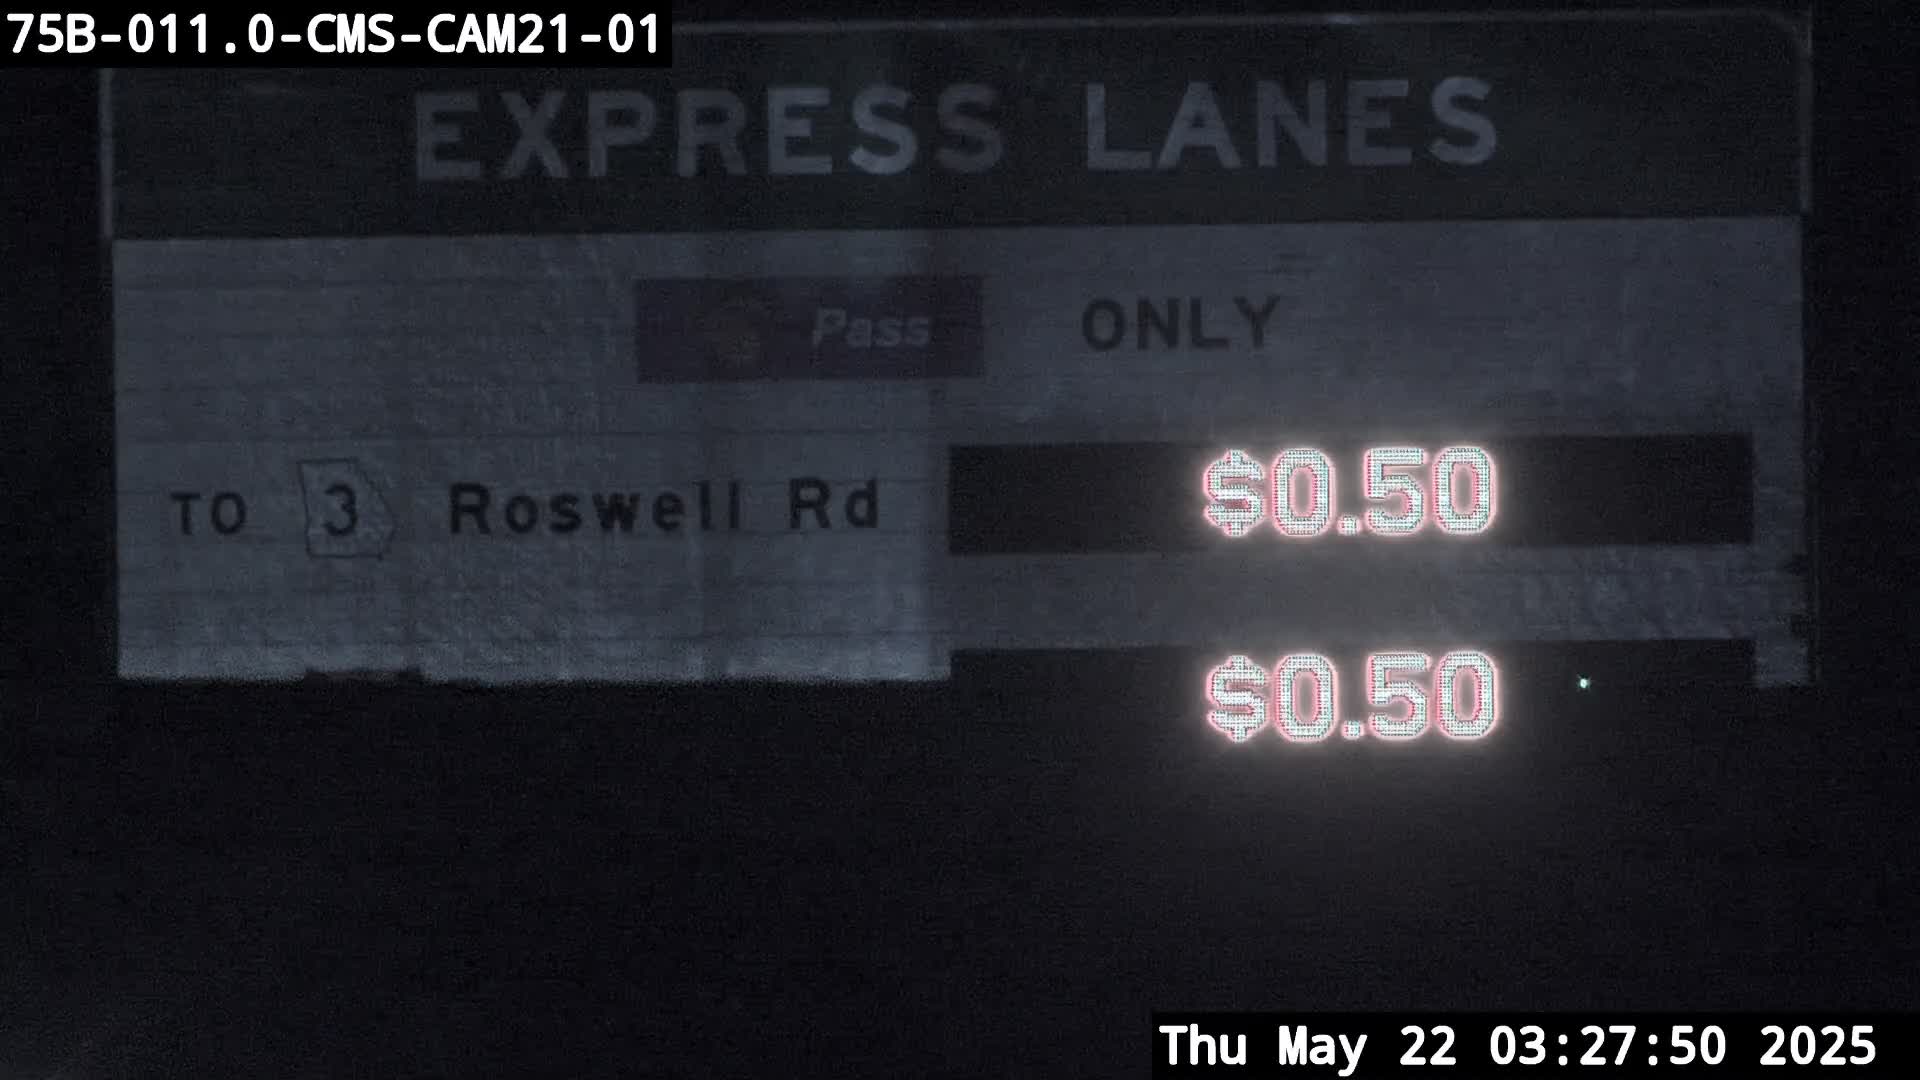 75B-011.0-CMS-CAM21-01
EXPRESS LANES
Pass ONLY
TO 3 Roswell Rd $0.50
$0.50
Thu May 22 03:27:50 2025